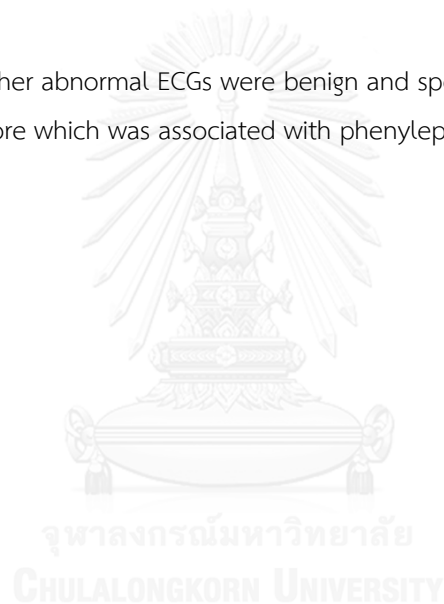 her abnormal ECGs were benign and sp
ore which was associated with phenylep
จุฬาลงกรณ์มหาวิทยาลัย
CHULALONGKORN UNIVERSITY